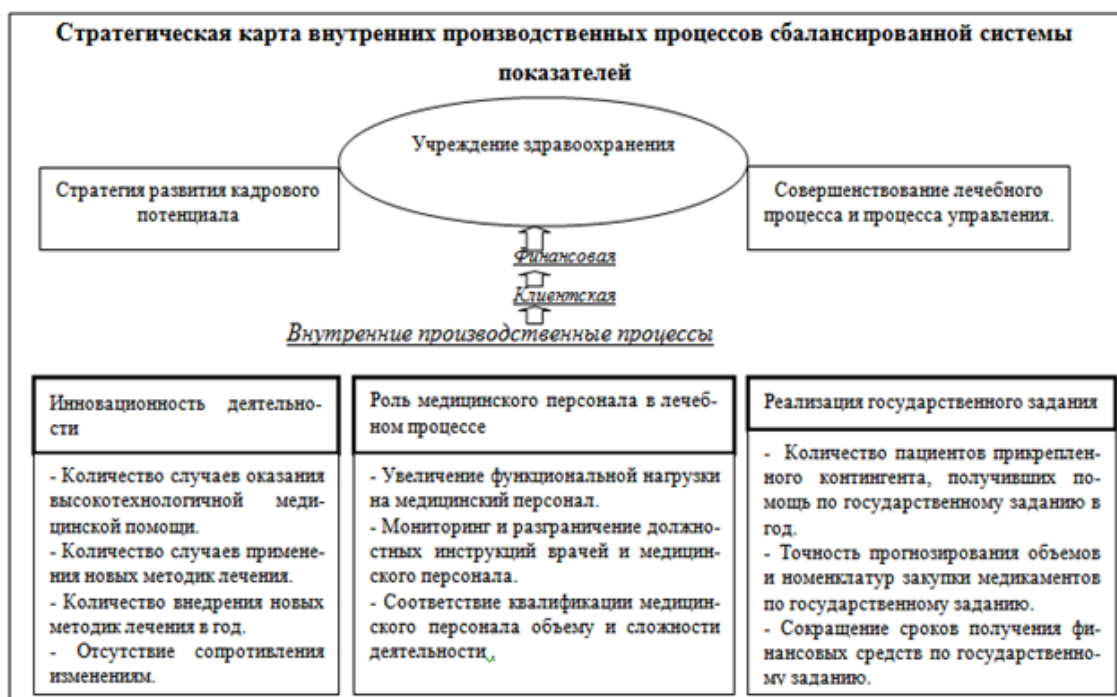 Стратегическая карта внутренних производственных процессов сбалансированной системы
показателей
Учреждение здравоохранения
Стратегия развития кадрового
потенциала
Совершенствование лечебного
процесса и процесса управления.
Финансовая
Клиентская
Внутренние производственные процессы
Инновационность деятельно-
сти
- Количество случаев оказания
высокотехнологичной меди-
цинской помощи.
- Количество случаев примене-
ния новых методик лечения.
- Количество внедрения новых
методик лечения в год.
- Отсутствие сопротивления
изменениям.
Роль медицинского персонала в лечеб-
ном процессе
- Увеличение функциональной нагрузки
на медицинский персонал.
- Мониторинг и разграничение должно-
стных инструкций врачей и медицин-
ского персонала.
- Соответствие квалификации медицин-
ского персонала объему и сложности
деятельности.
Реализация государственного задания
- Количество пациентов прикреплен-
ного контингента, получивших по-
мощь по государственному заданию в
год.
- Точность прогнозирования объемов
и номенклатур закупки медикаментов
по государственному заданию.
- Сокращение сроков получения фи-
нансовых средств по государственно-
му заданию.